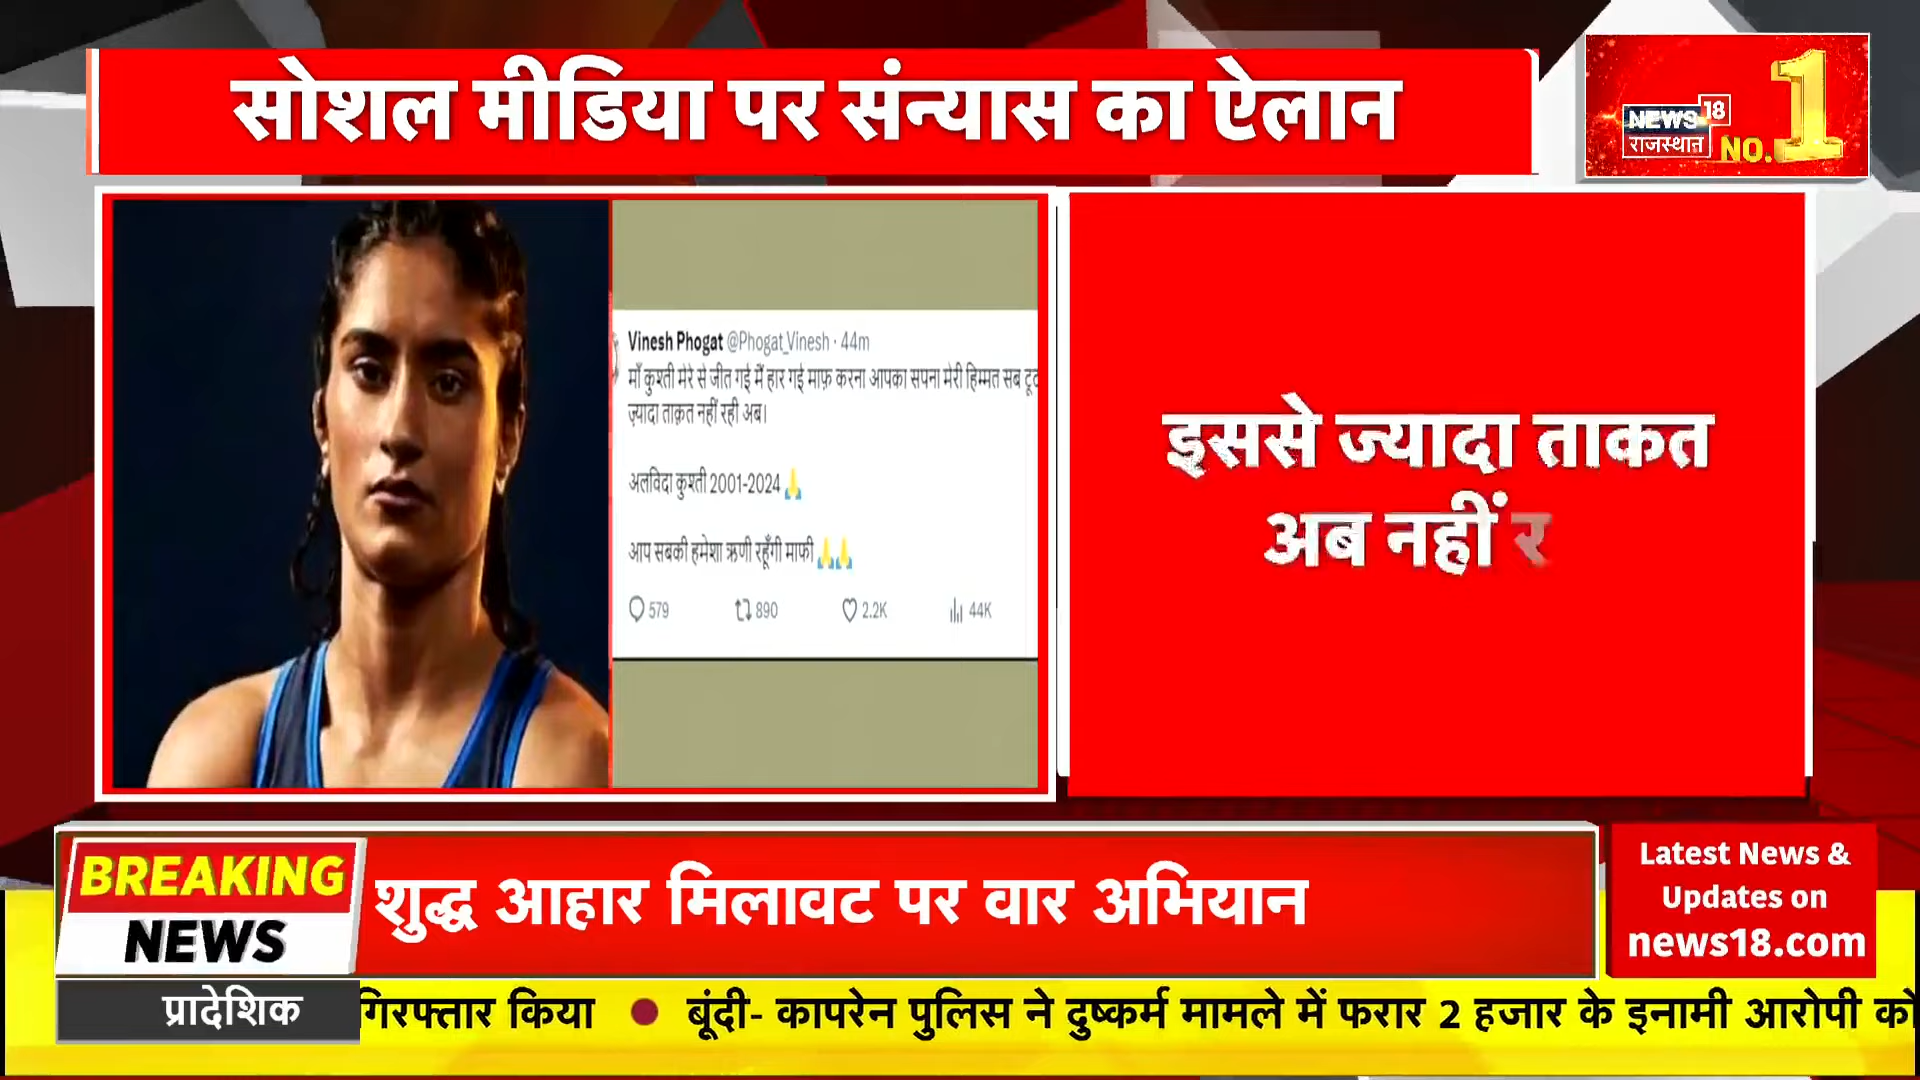 सोशल मीडिया पर संन्यास का ऐलान
NEWS 18
राजस्थान
NO. 1
Vinesh Phogat @Phogat_Vinesh · 44m
माँ कुश्ती मेरे से जीत गई मैं हार गई माफ़ करना आपका सपना मेरी हिम्मत सब
ज़्यादा ताक़त नहीं रही अब।
अलविदा कुश्ती 2001-2024 🙏
आप सबकी हमेशा ऋणी रहूँगी माफी 🙏🙏
579 890 2.2K 44K
इससे ज्यादा ताकत
अब नहीं र
BREAKING
NEWS
शुद्ध आहार मिलावट पर वार अभियान
Latest News &
Updates on
news18.com
प्रादेशिक
गिरफ्तार किया ● बूंदी- कापरेन पुलिस ने दुष्कर्म मामले में फरार 2 हजार के इनामी आरोपी को